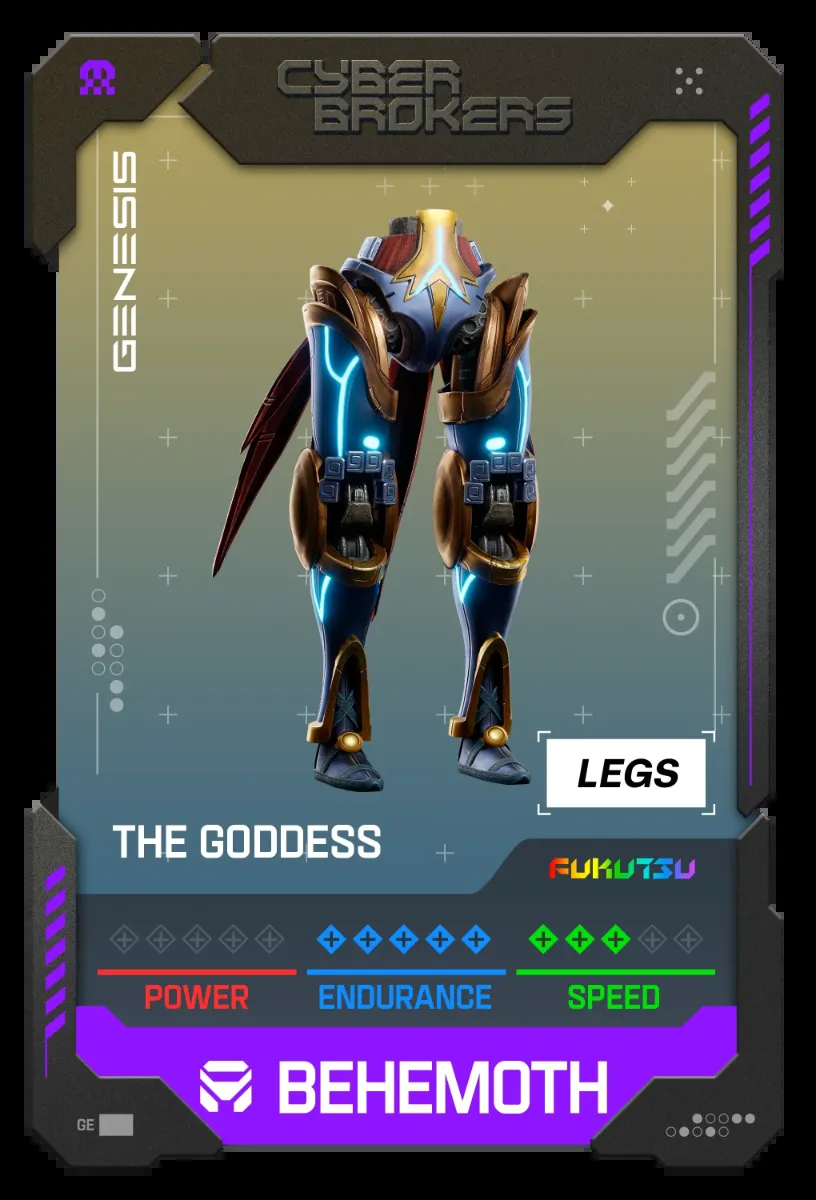 CYBER
BROKERS
GENESIS
LEGS
THE GODDESS
FUKUTSU
POWER
ENDURANCE
SPEED
BEHEMOTH
GE